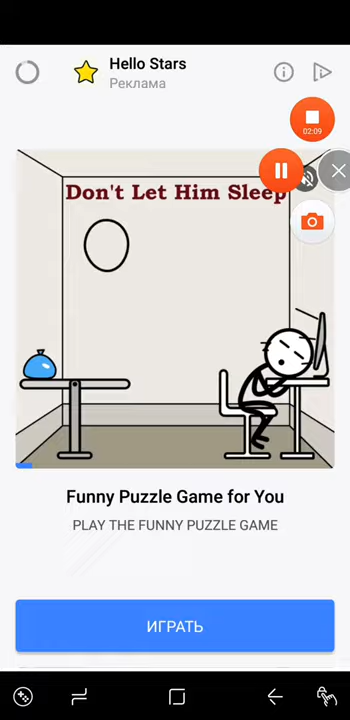 Hello Stars
Реклама
02:09
Don't Let Him Sleep
Funny Puzzle Game for You
PLAY THE FUNNY PUZZLE GAME
ИГРАТЬ